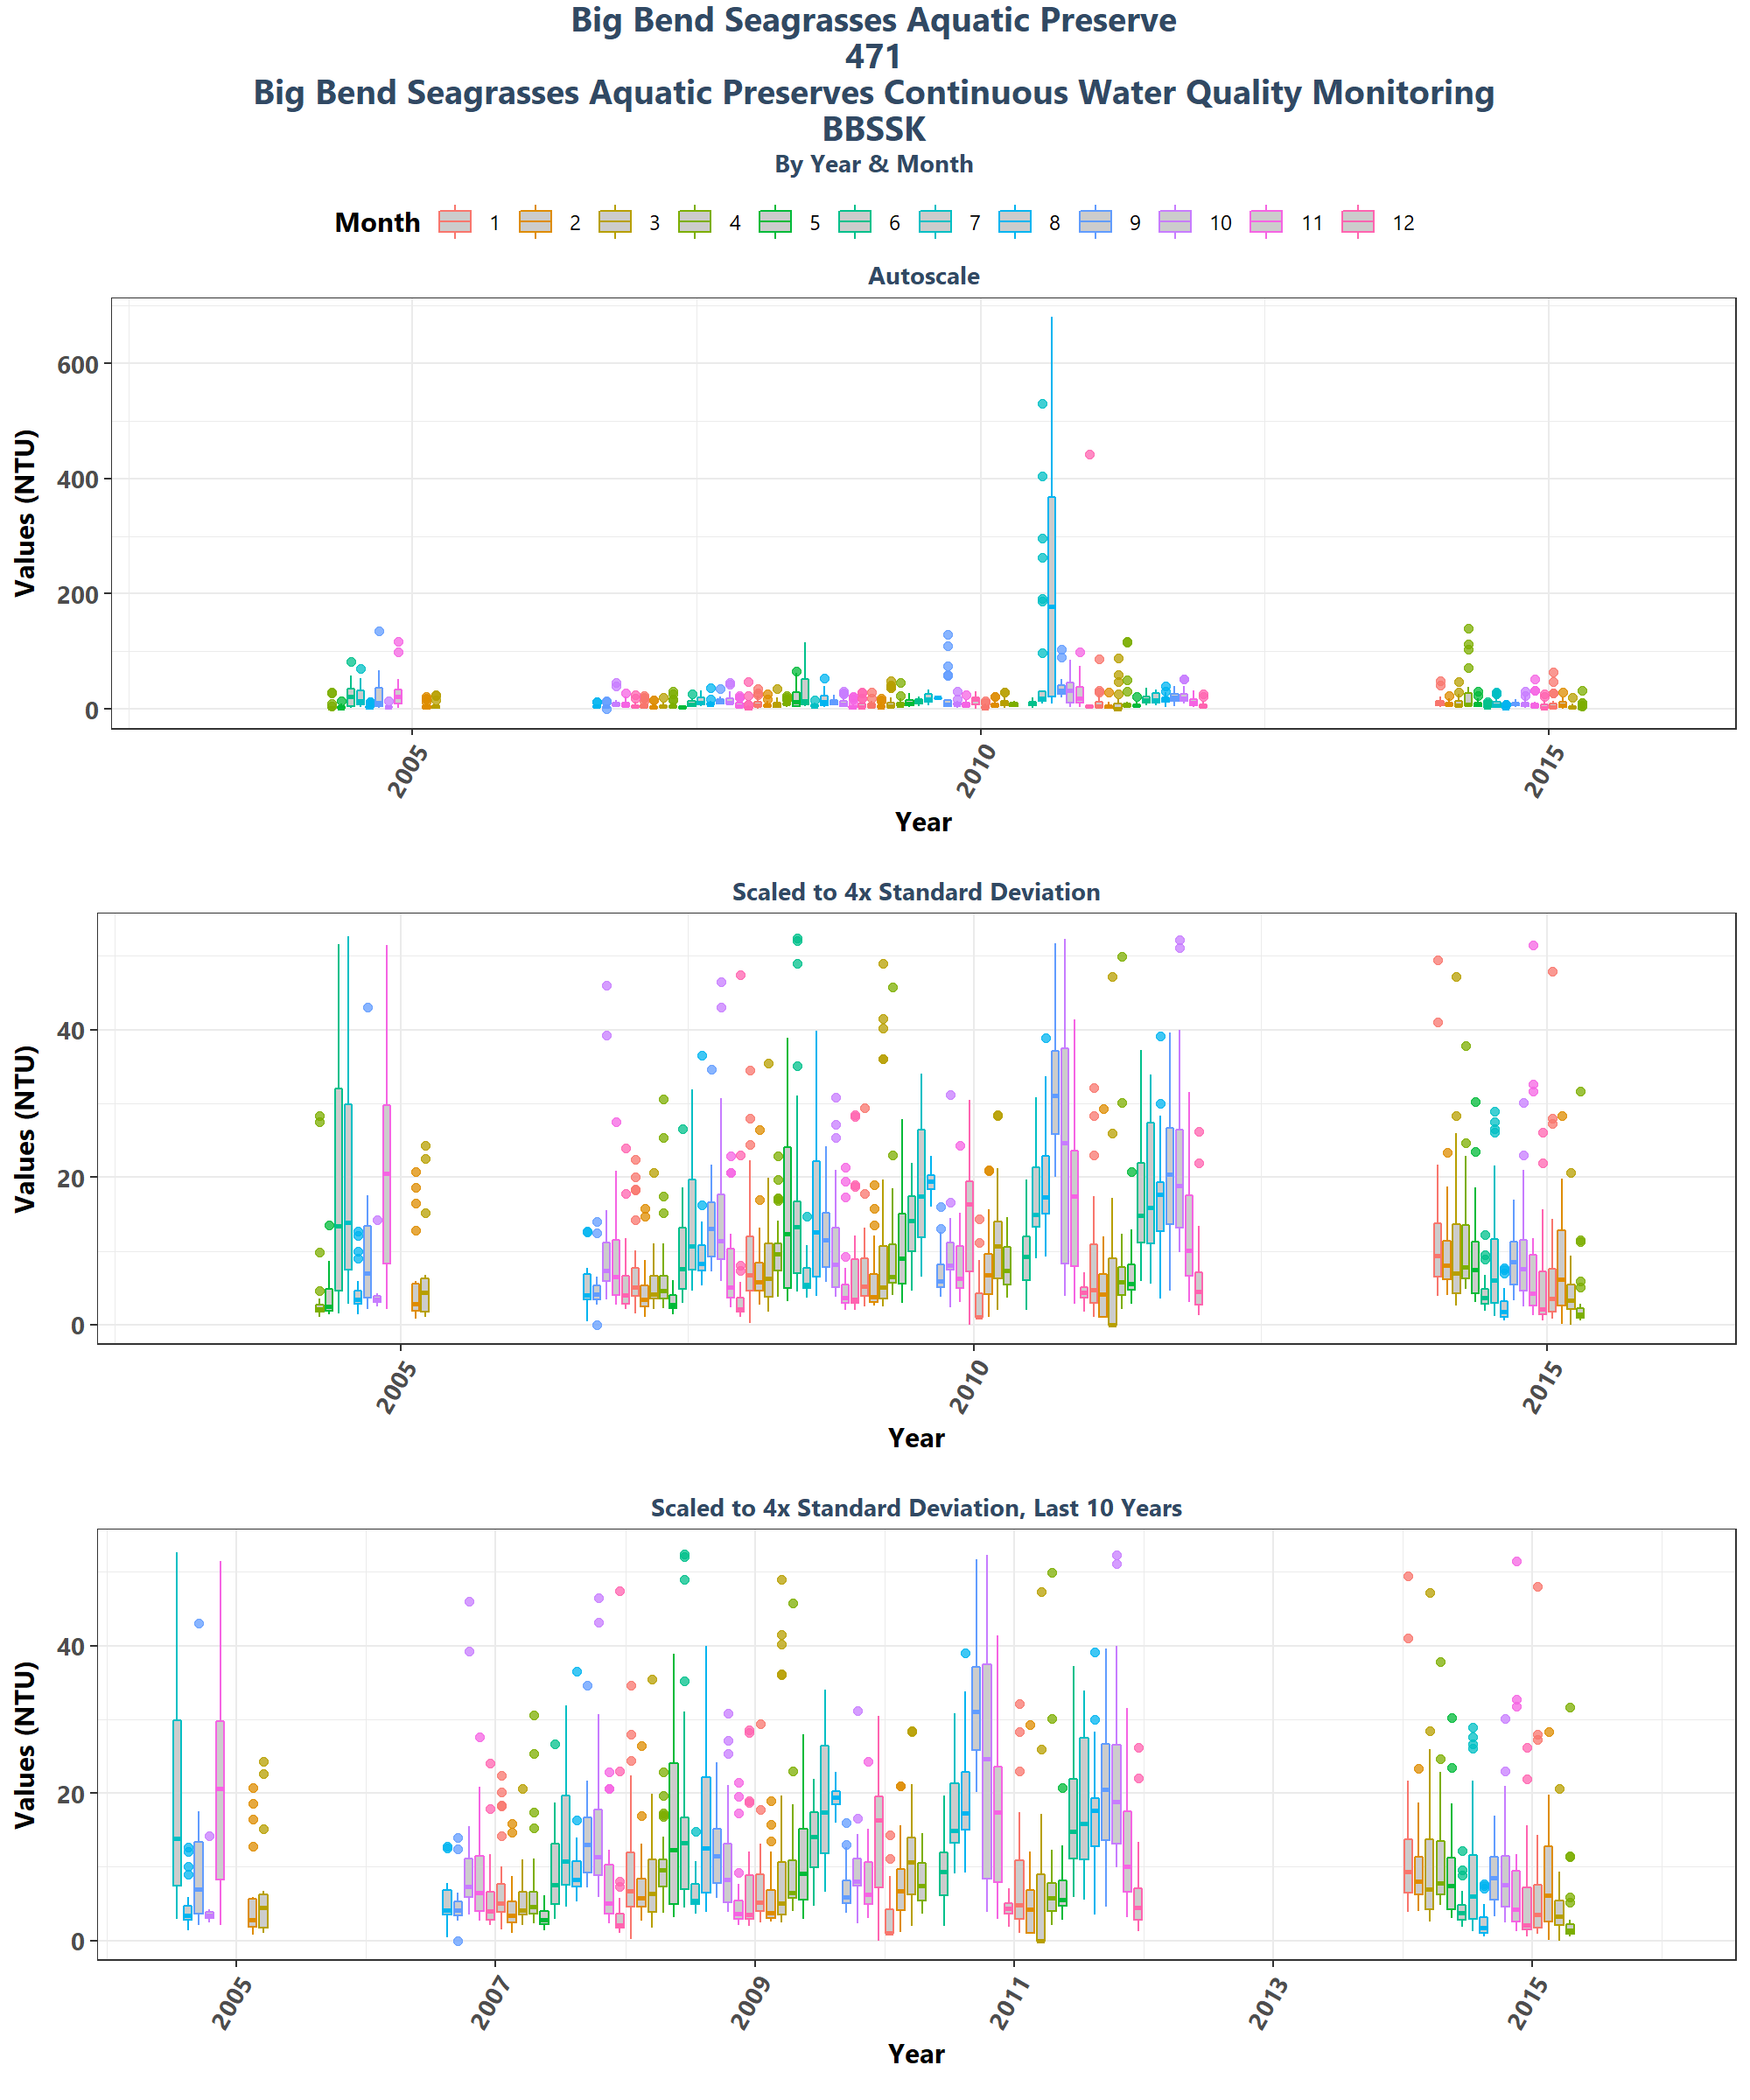 Big Bend Seagrasses Aquatic Preserve
471
Big Bend Seagrasses Aquatic Preserves Continuous Water Quality Monitoring
BBSSK
By Year & Month
Month 1 2 3 4 5 6 7 8 9 10 11 12
Autoscale
Values (NTU)
600
400
200
0
2005 2010 2015
Year
Scaled to 4x Standard Deviation
Values (NTU)
40
20
0
2005 2010 2015
Year
Scaled to 4x Standard Deviation, Last 10 Years
Values (NTU)
40
20
0
2005 2007 2009 2011 2013 2015
Year